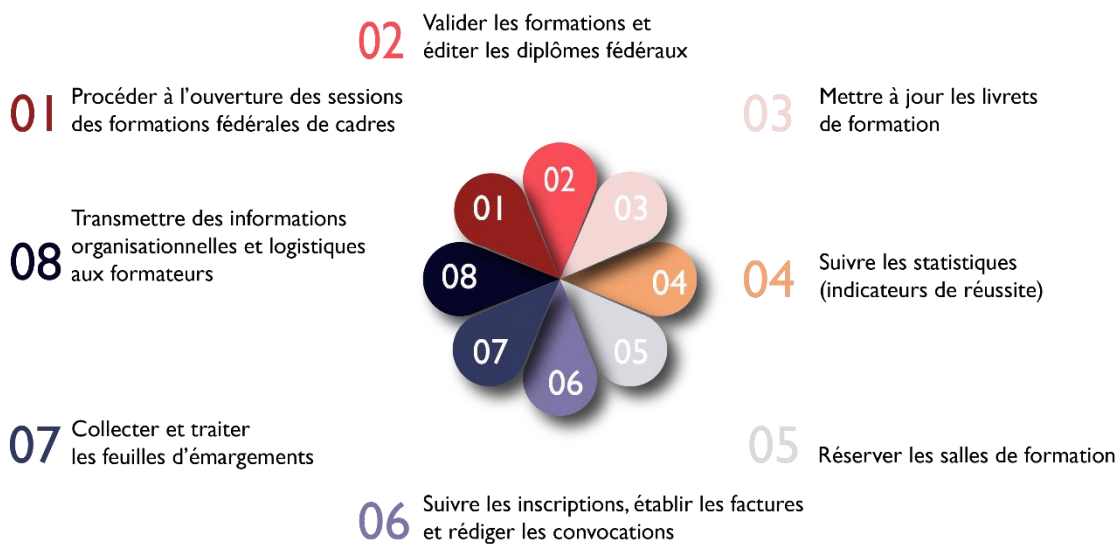 02
Valider les formations et
éditer les diplômes fédéraux
01
Procéder à l'ouverture des sessions
des formations fédérales de cadres
03
Mettre à jour les livrets
de formation
08
Transmettre des informations
organisationnelles et logistiques
aux formateurs
04
Suivre les statistiques
(indicateurs de réussite)
07
Collecter et traiter
les feuilles d'émargements
05
Réserver les salles de formation
06
Suivre les inscriptions, établir les factures
et rédiger les convocations
02
01
03
08
04
07
05
06